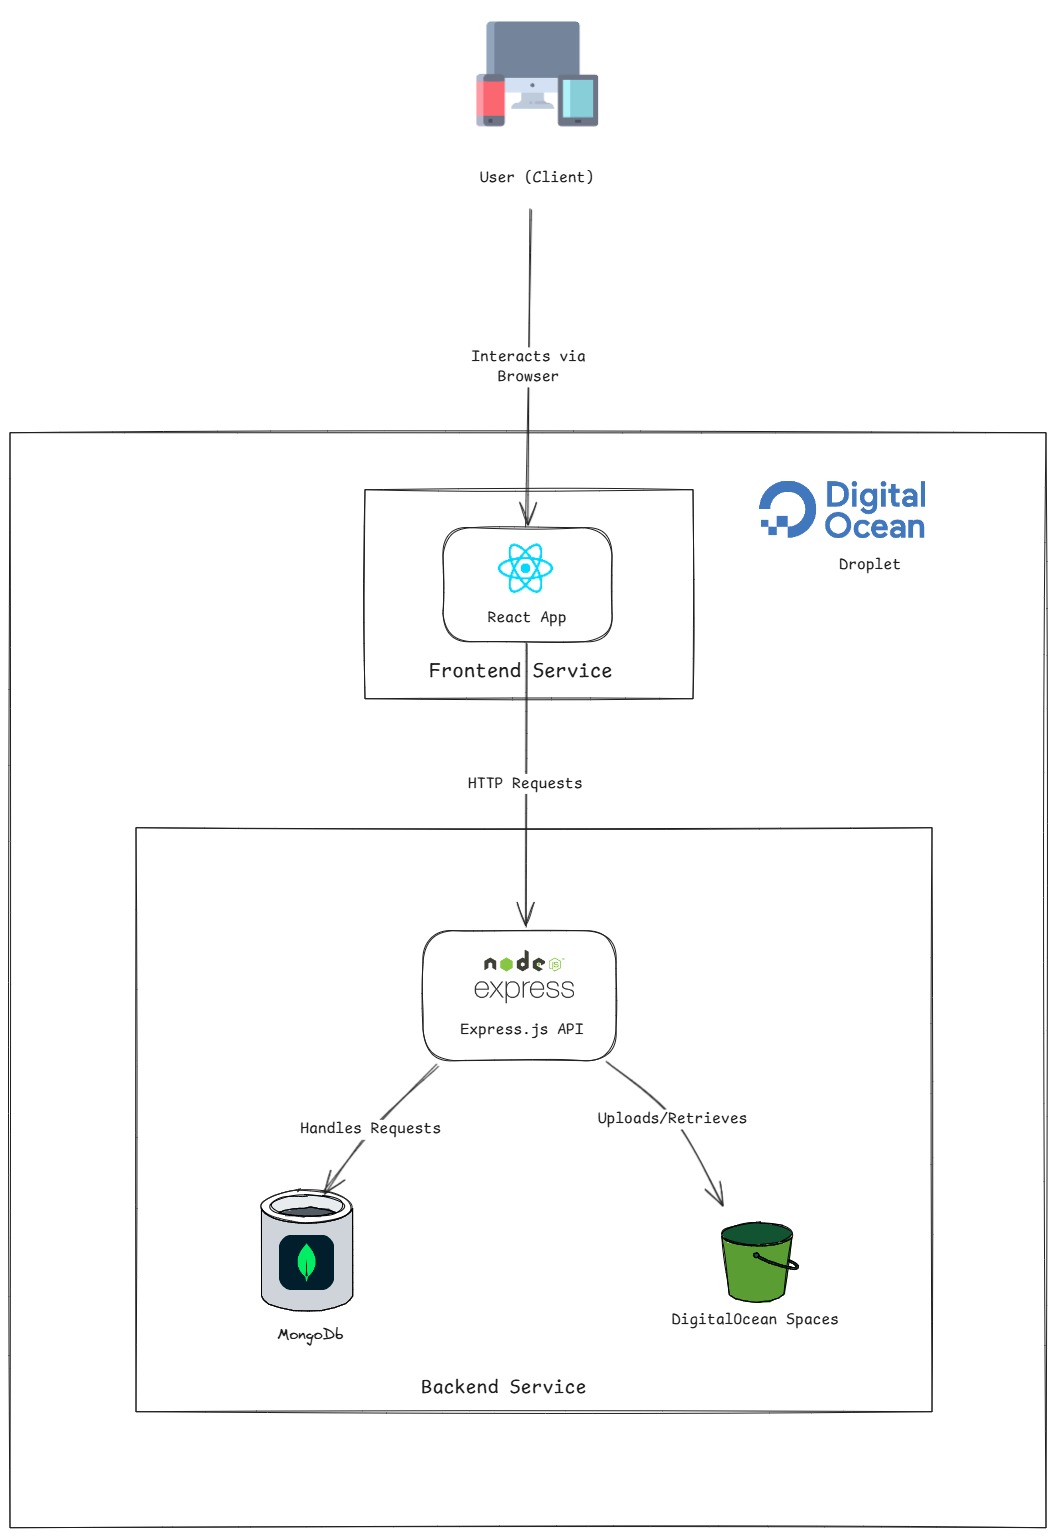 User (Client)
Interacts via
Browser
Digital
Ocean
Droplet
React App
Frontend Service
HTTP Requests
node
JS
express
Express.js API
Handles Requests
Uploads/Retrieves
MongoDb
DigitalOcean Spaces
Backend Service